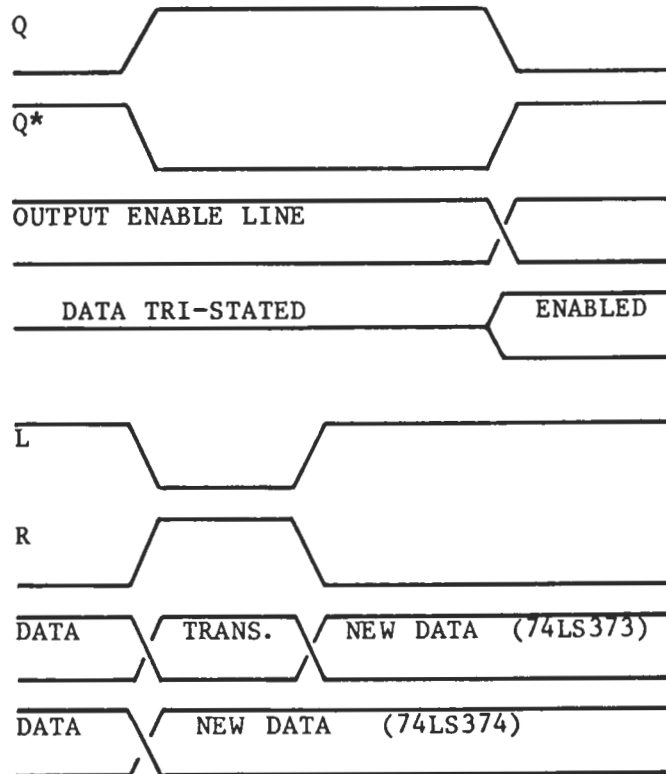 Q
Q*
OUTPUT ENABLE LINE
DATA TRI-STATED ENABLED
L
R
DATA TRANS. NEW DATA (74LS373)
DATA NEW DATA (74LS374)